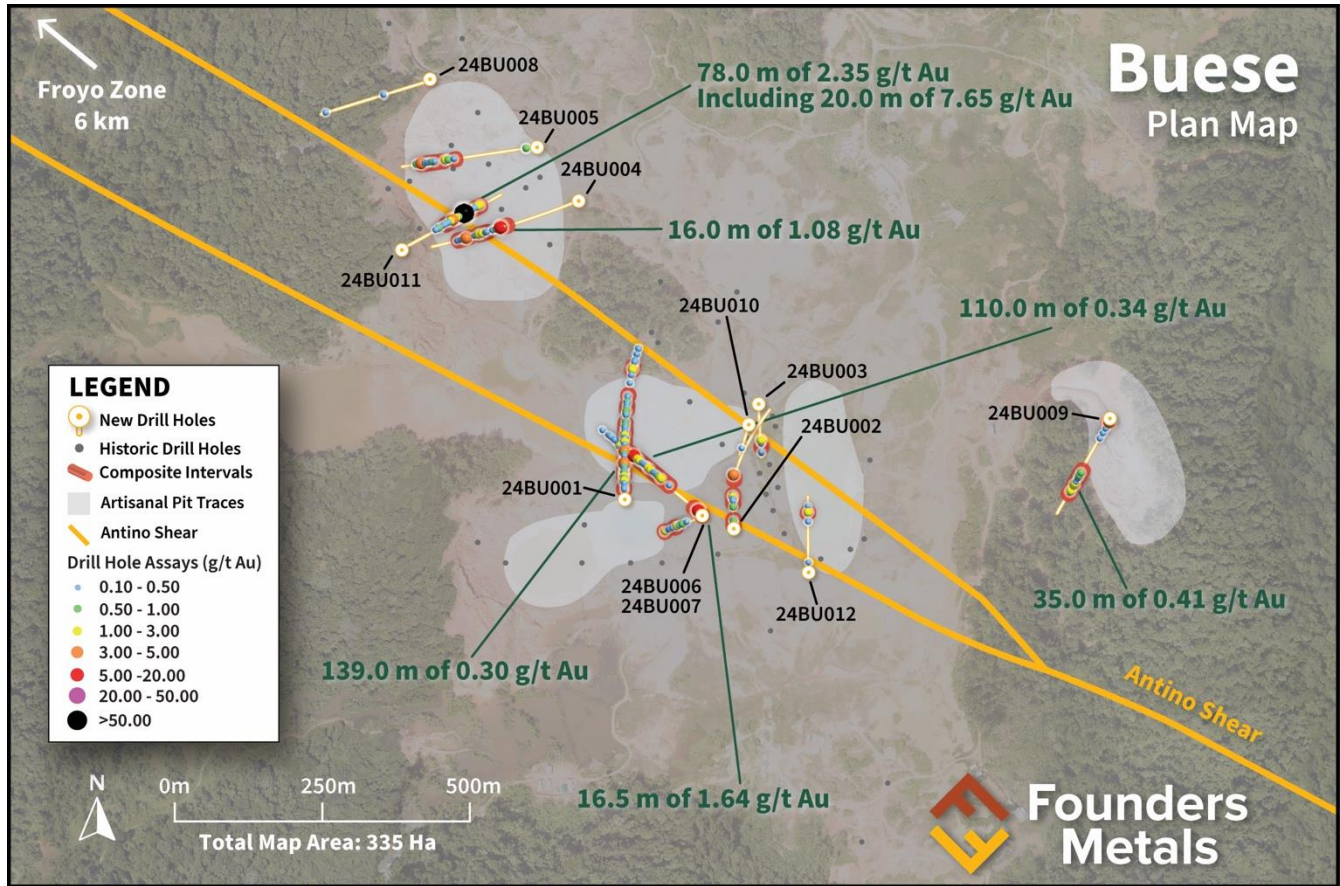 Froyo Zone
6 km
24BU008
78.0 m of 2.35 g/t Au
Including 20.0 m of 7.65 g/t Au
Buese
Plan Map
24BU005
24BU004
16.0 m of 1.08 g/t Au
24BU011
24BU010
110.0 m of 0.34 g/t Au
24BU003
24BU002
24BU009
24BU001
24BU006
24BU007
24BU012
35.0 m of 0.41 g/t Au
139.0 m of 0.30 g/t Au
16.5 m of 1.64 g/t Au
Antino Shear
LEGEND
New Drill Holes
Historic Drill Holes
Composite Intervals
Artisanal Pit Traces
Antino Shear
Drill Hole Assays (g/t Au)
0.10 - 0.50
0.50 - 1.00
1.00 - 3.00
3.00 - 5.00
5.00 -20.00
20.00 - 50.00
>50.00
N
0m 250m 500m
Total Map Area: 335 Ha
Founders
Metals